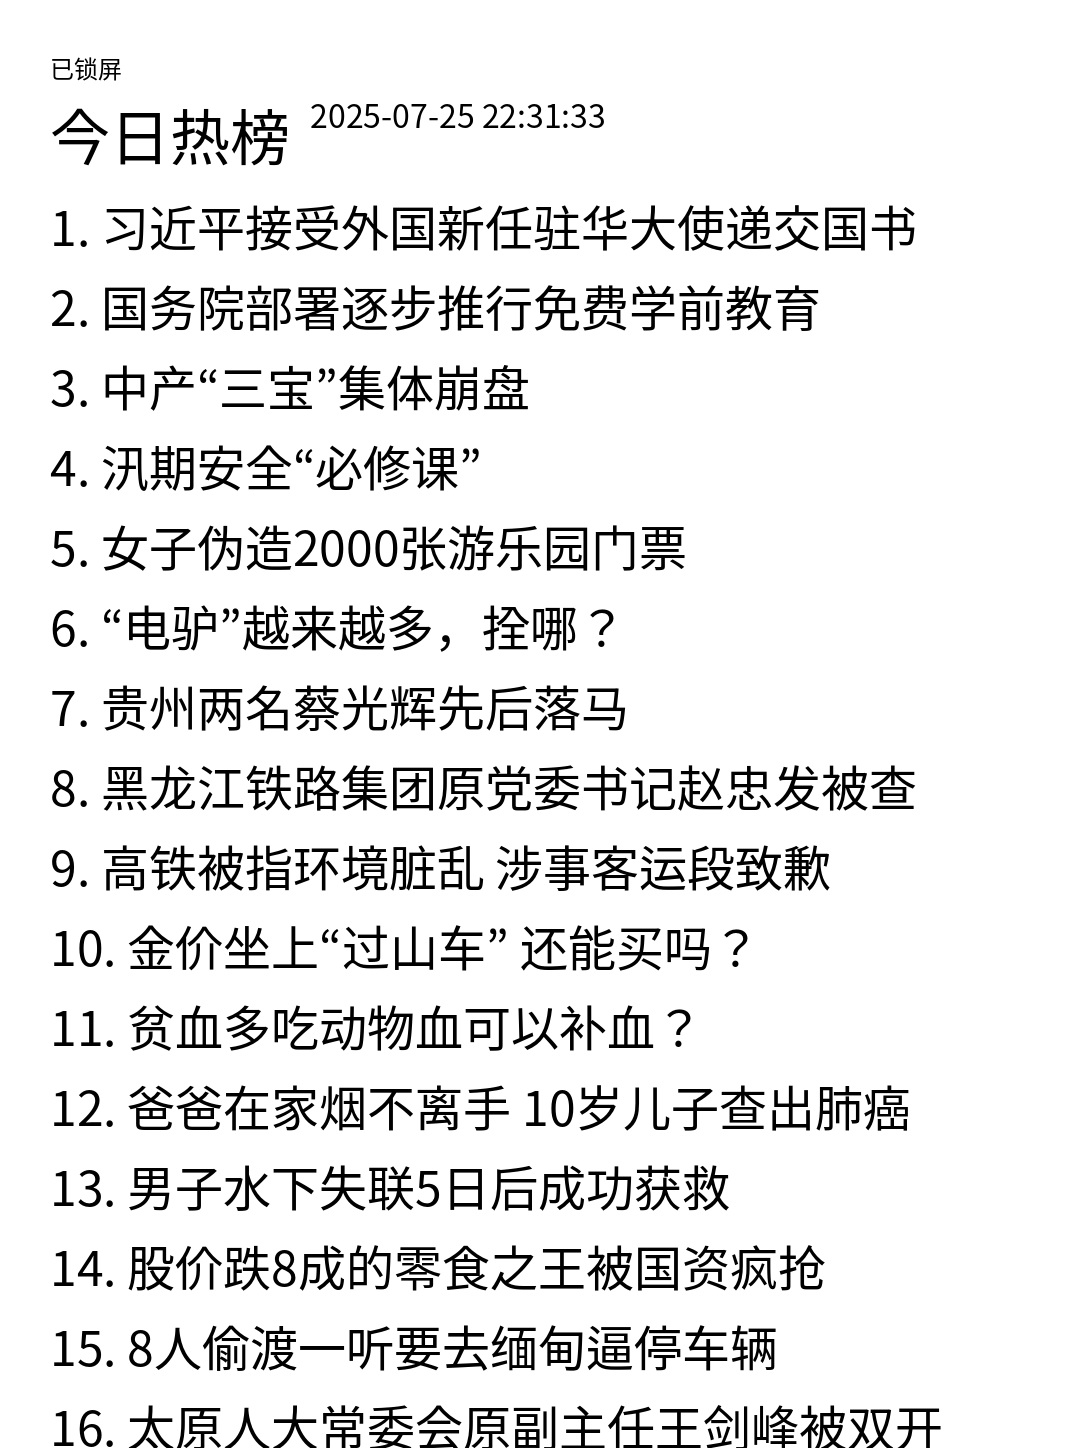 已锁屏
今日热榜 2025-07-25 22:31:33
1. 习近平接受外国新任驻华大使递交国书
2. 国务院部署逐步推行免费学前教育
3. 中产“三宝”集体崩盘
4. 汛期安全“必修课”
5. 女子伪造2000张游乐园门票
6. “电驴”越来越多，拴哪？
7. 贵州两名蔡光辉先后落马
8. 黑龙江铁路集团原党委书记赵忠发被查
9. 高铁被指环境脏乱 涉事客运段致歉
10. 金价坐上“过山车” 还能买吗？
11. 贫血多吃动物血可以补血？
12. 爸爸在家烟不离手 10岁儿子查出肺癌
13. 男子水下失联5日后成功获救
14. 股价跌8成的零食之王被国资疯抢
15. 8人偷渡一听要去缅甸逼停车辆
16. 太原人大常委会原副主任王剑峰被双开